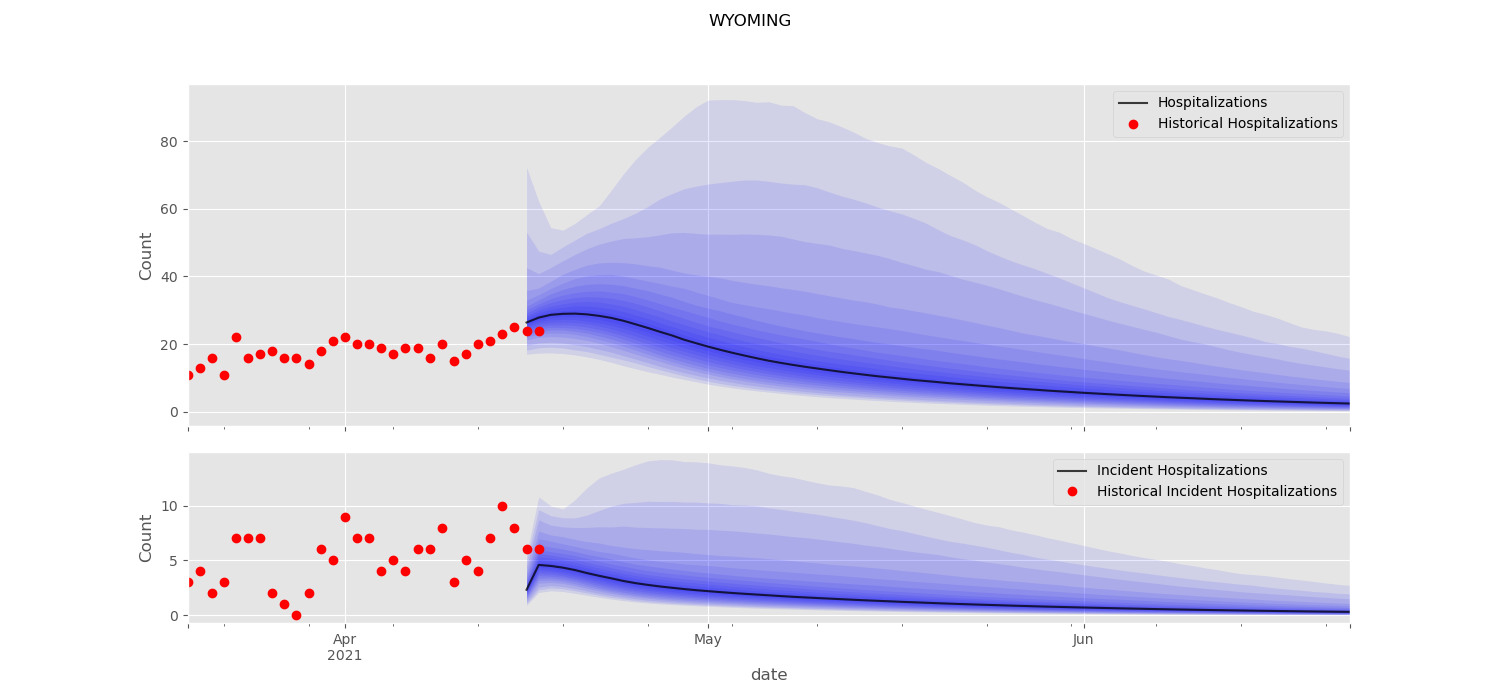 WYOMING
Hospitalizations
Historical Hospitalizations
80
60
40
20
0
Count
Incident Hospitalizations
Historical Incident Hospitalizations
10
5
0
Count
Apr
2021
May
Jun
date